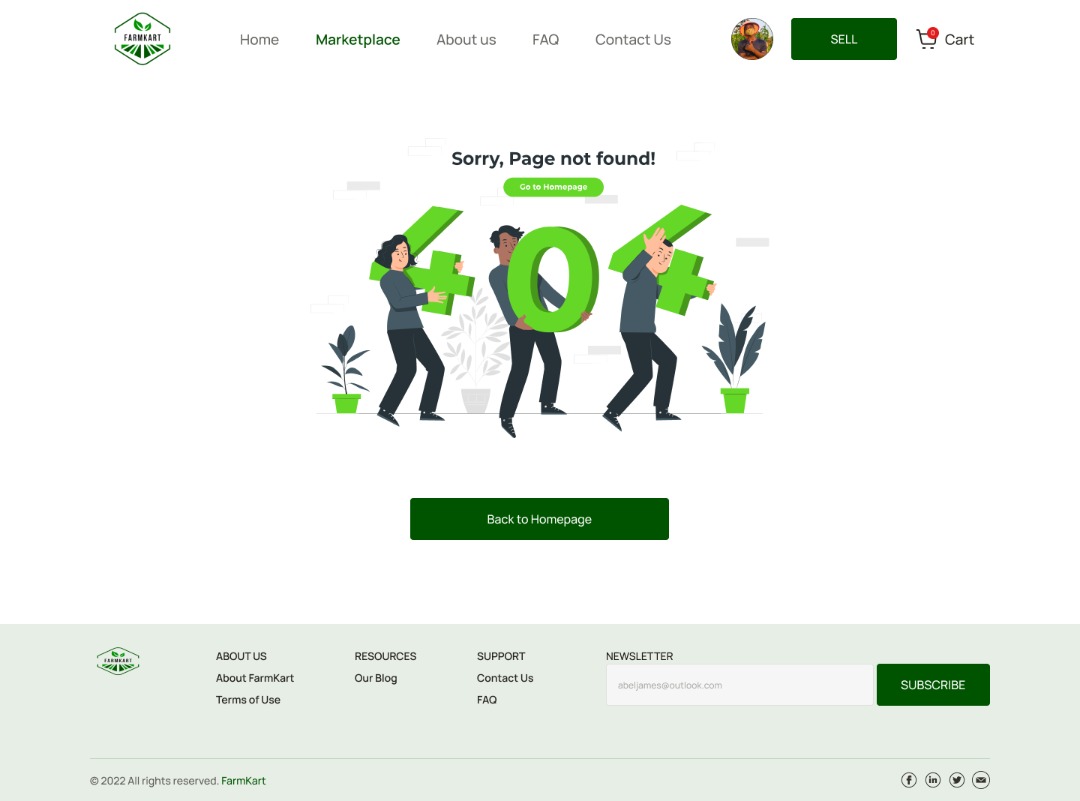 FARMKART
Home
Marketplace
About us
FAQ
Contact Us
SELL
0
Cart
Sorry, Page not found!
Go to Homepage
404
Back to Homepage
FARMKART
ABOUT US
About FarmKart
Terms of Use
RESOURCES
Our Blog
SUPPORT
Contact Us
FAQ
NEWSLETTER
abeljames@outlook.com
SUBSCRIBE
© 2022 All rights reserved. FarmKart